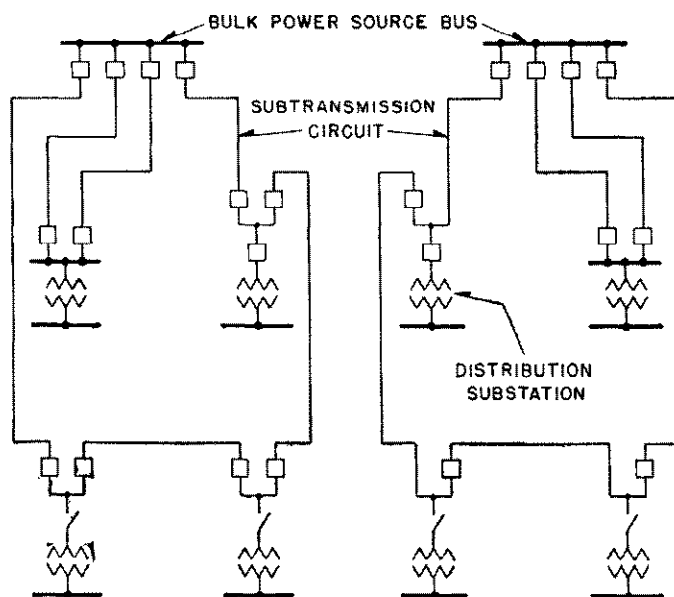 BULK POWER SOURCE BUS
SUBTRANSMISSION
CIRCUIT
DISTRIBUTION
SUBSTATION